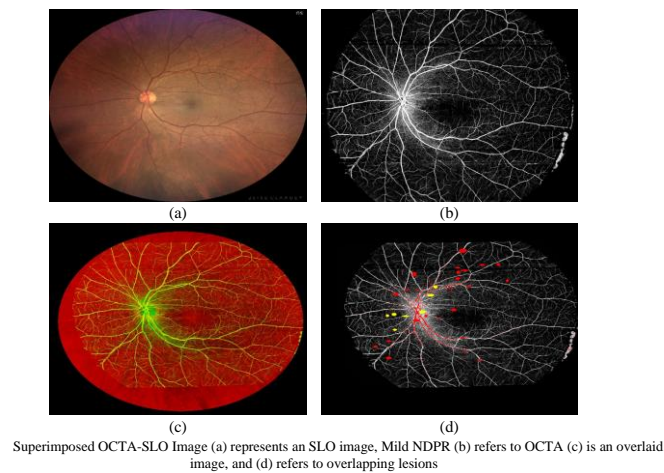 (a)
(b)
(c)
(d)
Superimposed OCTA-SLO Image (a) represents an SLO image, Mild NDPR (b) refers to OCTA (c) is an overlaid
image, and (d) refers to overlapping lesions